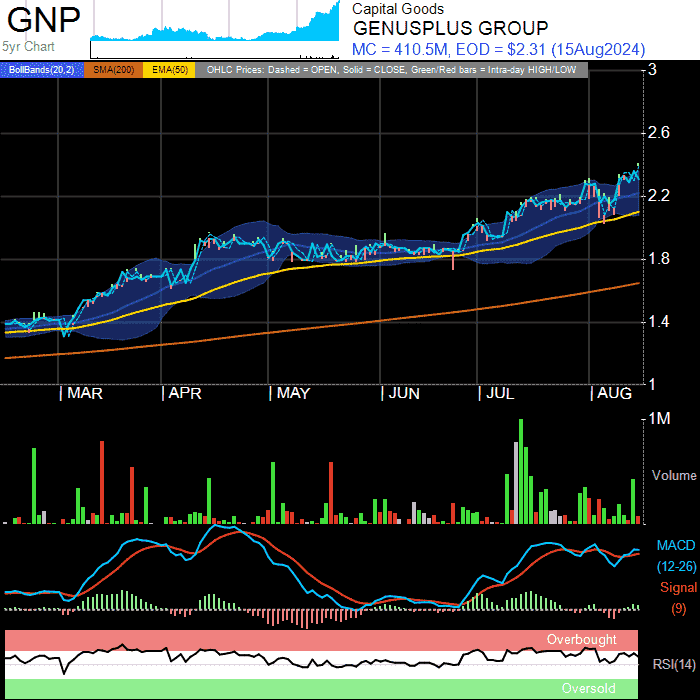 GNP
5yr Chart
Capital Goods
GENUSPLUS GROUP
MC = 410.5M, EOD = $2.31 (15Aug2024)
BollBands(20,2) SMA(200) EMA(50) OHLC Prices: Dashed = OPEN, Solid = CLOSE, Green/Red bars = Intra-day HIGH/LOW
3
2.6
2.2
1.8
1.4
1
| MAR | APR | MAY | JUN | JUL | AUG
1M
Volume
MACD
(12-26)
Signal
(9)
Overbought
RSI(14)
Oversold